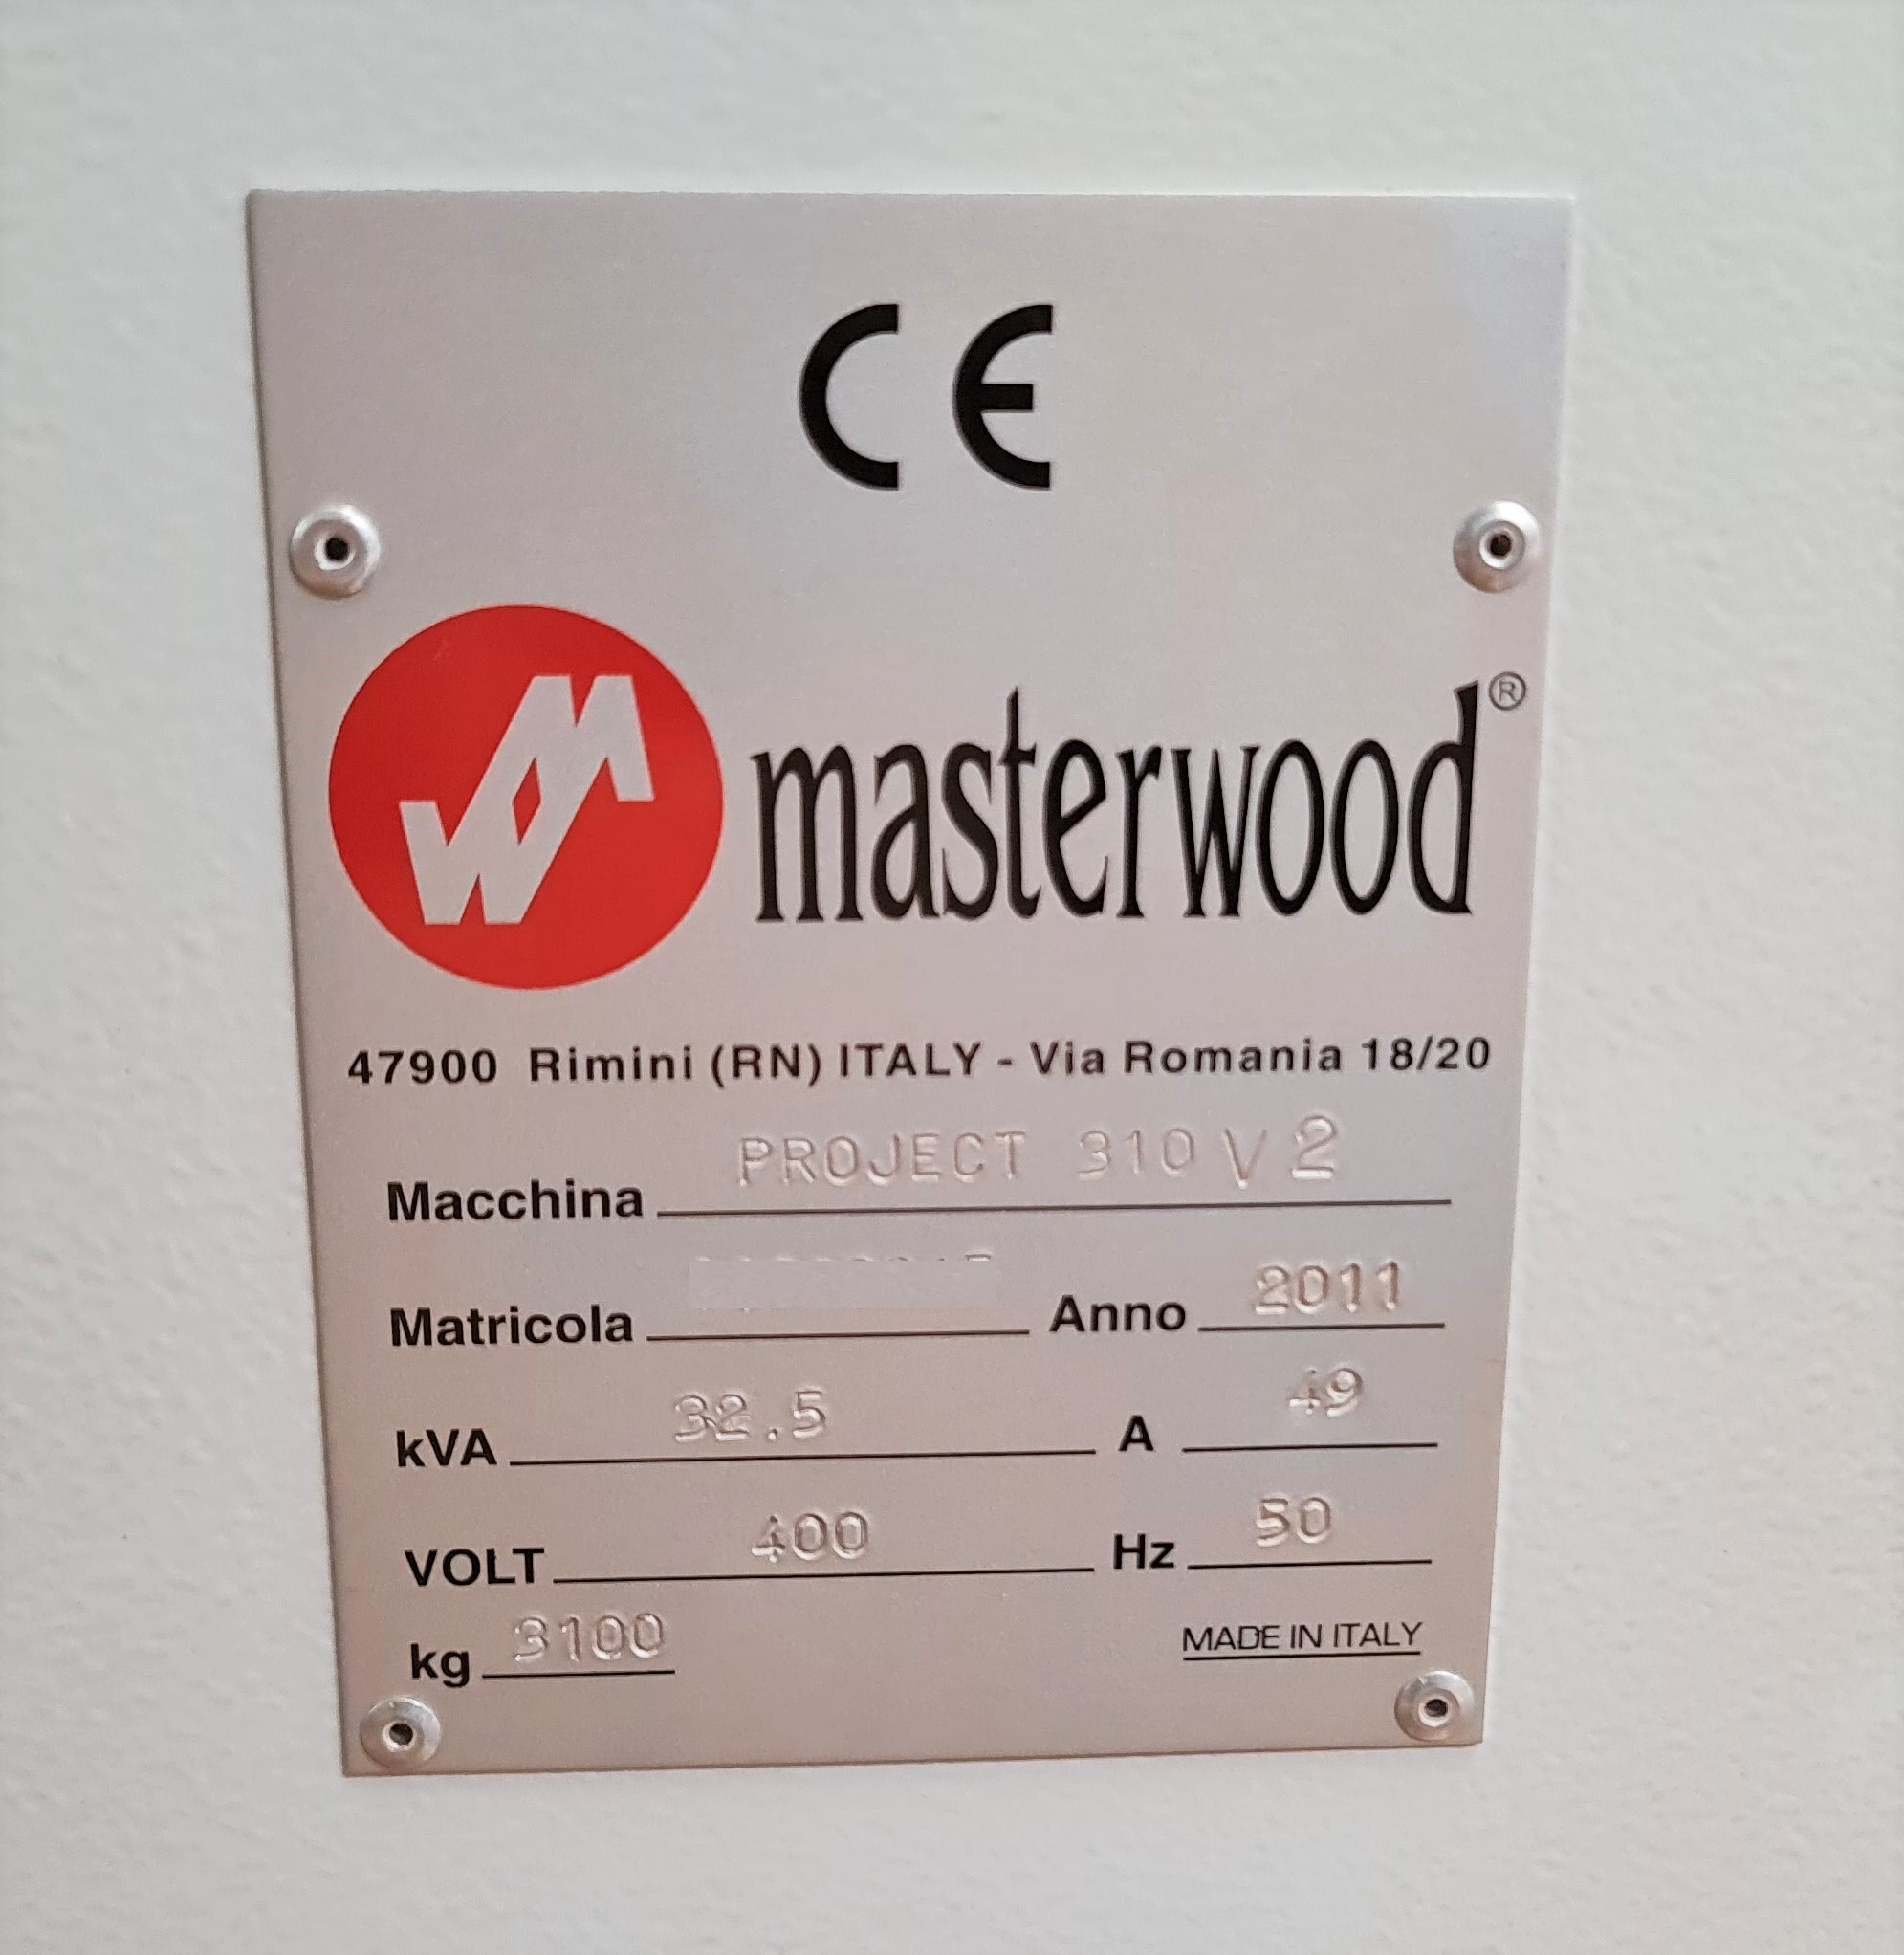 CE
masterwood®
47900 Rimini (RN) ITALY - Via Romania 18/20
Macchina PROJECT 310 V 2
Matricola Anno 2011
kVA 32.5 A 49
VOLT 400 Hz 50
kg 3100 MADE IN ITALY